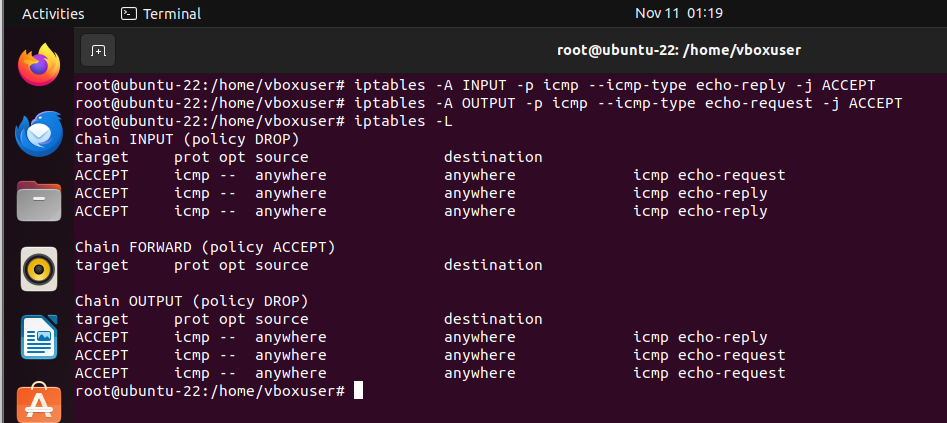 Activities Terminal Nov 11 01:19
root@ubuntu-22: /home/vboxuser
root@ubuntu-22:/home/vboxuser# iptables -A INPUT -p icmp --icmp-type echo-reply -j ACCEPT
root@ubuntu-22:/home/vboxuser# iptables -A OUTPUT -p icmp --icmp-type echo-request -j ACCEPT
root@ubuntu-22:/home/vboxuser# iptables -L
Chain INPUT (policy DROP)
target prot opt source destination
ACCEPT icmp -- anywhere anywhere icmp echo-request
ACCEPT icmp -- anywhere anywhere icmp echo-reply
ACCEPT icmp -- anywhere anywhere icmp echo-reply
Chain FORWARD (policy ACCEPT)
target prot opt source destination
Chain OUTPUT (policy DROP)
target prot opt source destination
ACCEPT icmp -- anywhere anywhere icmp echo-reply
ACCEPT icmp -- anywhere anywhere icmp echo-request
ACCEPT icmp -- anywhere anywhere icmp echo-request
root@ubuntu-22:/home/vboxuser#